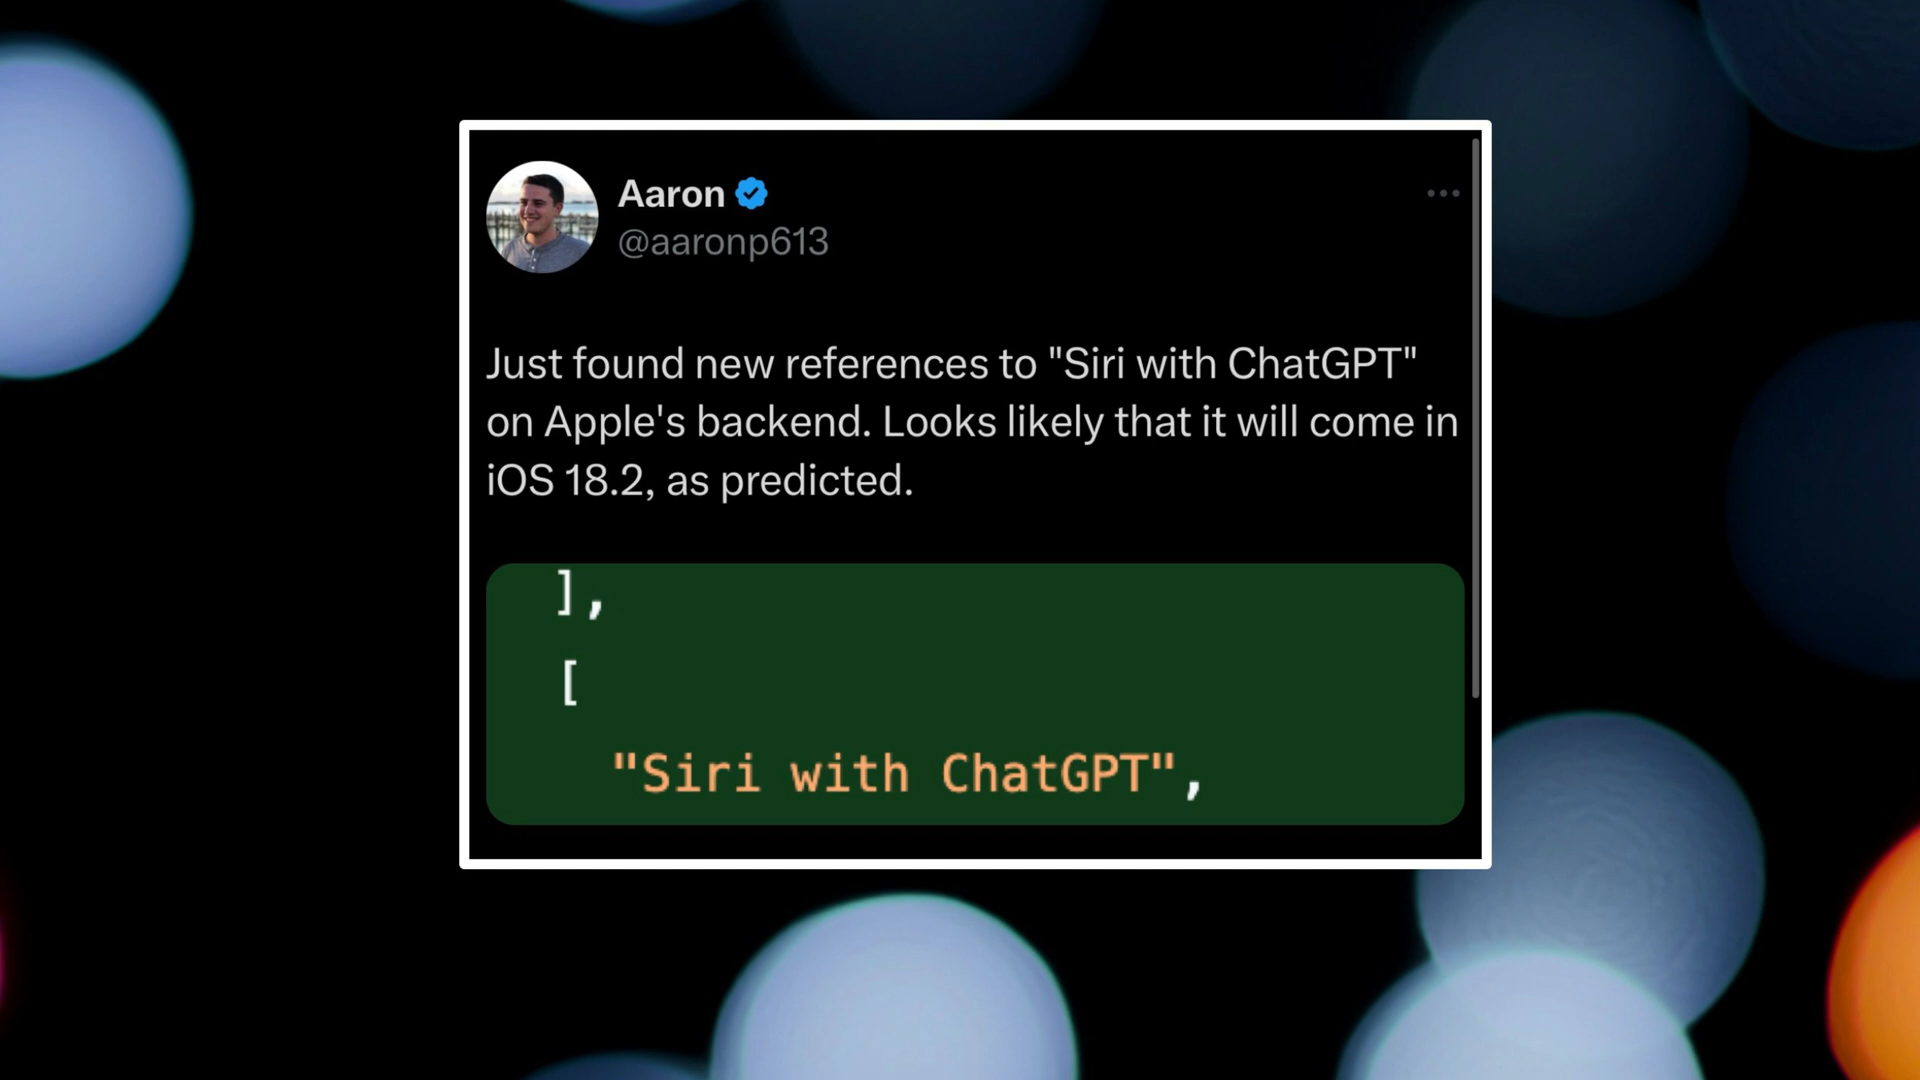 Aaron
@aaronp613
Just found new references to "Siri with ChatGPT"
on Apple's backend. Looks likely that it will come in
iOS 18.2, as predicted.
],
[
"Siri with ChatGPT",